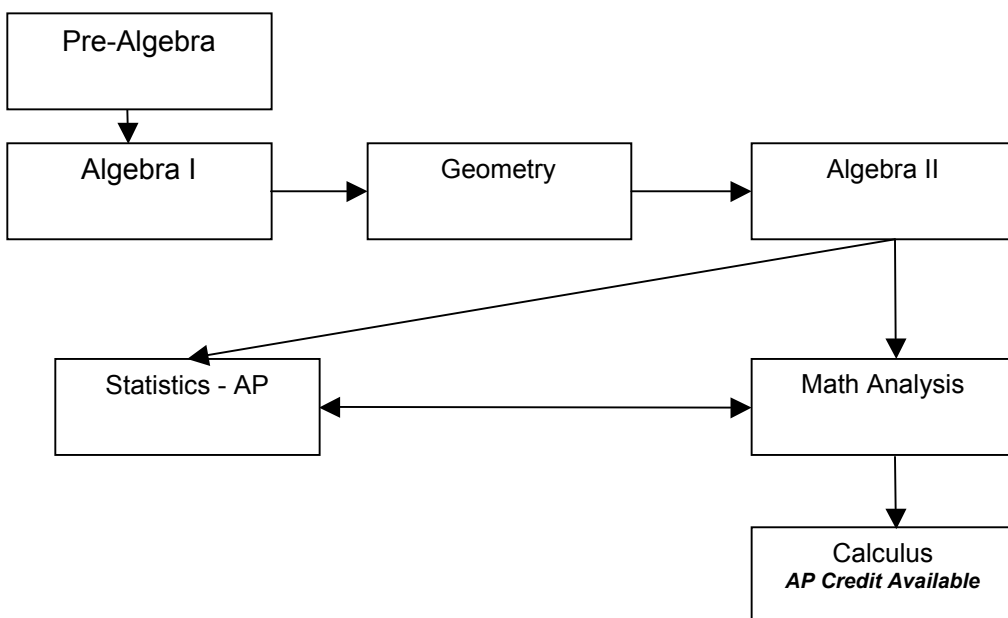 Pre-Algebra
Algebra I
Geometry
Algebra II
Statistics - AP
Math Analysis
Calculus
AP Credit Available